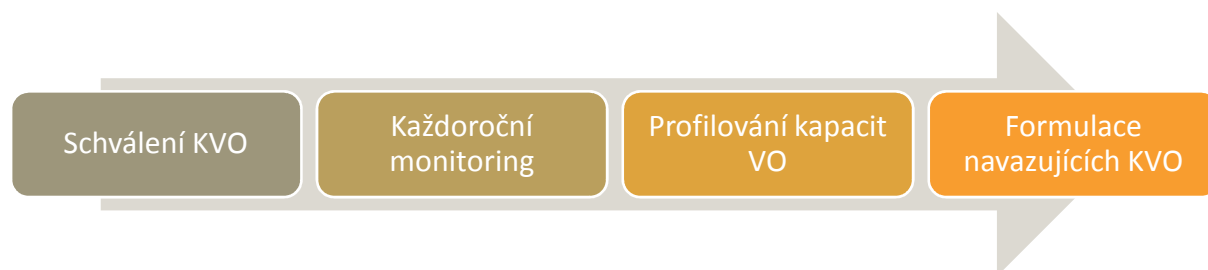 Schválení KVO
Každoroční
monitoring
Profilování kapacit
VO
Formulace
navazujících KVO